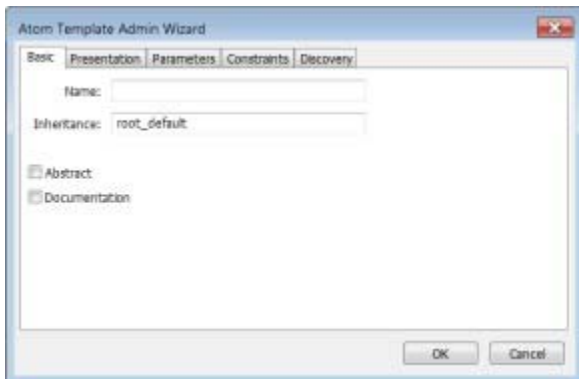 Atom Template Admin Wizard
Basic Presentation Parameters Constraints Discovery
Name:
Inheritance: root_default
Abstract
Documentation
OK Cancel